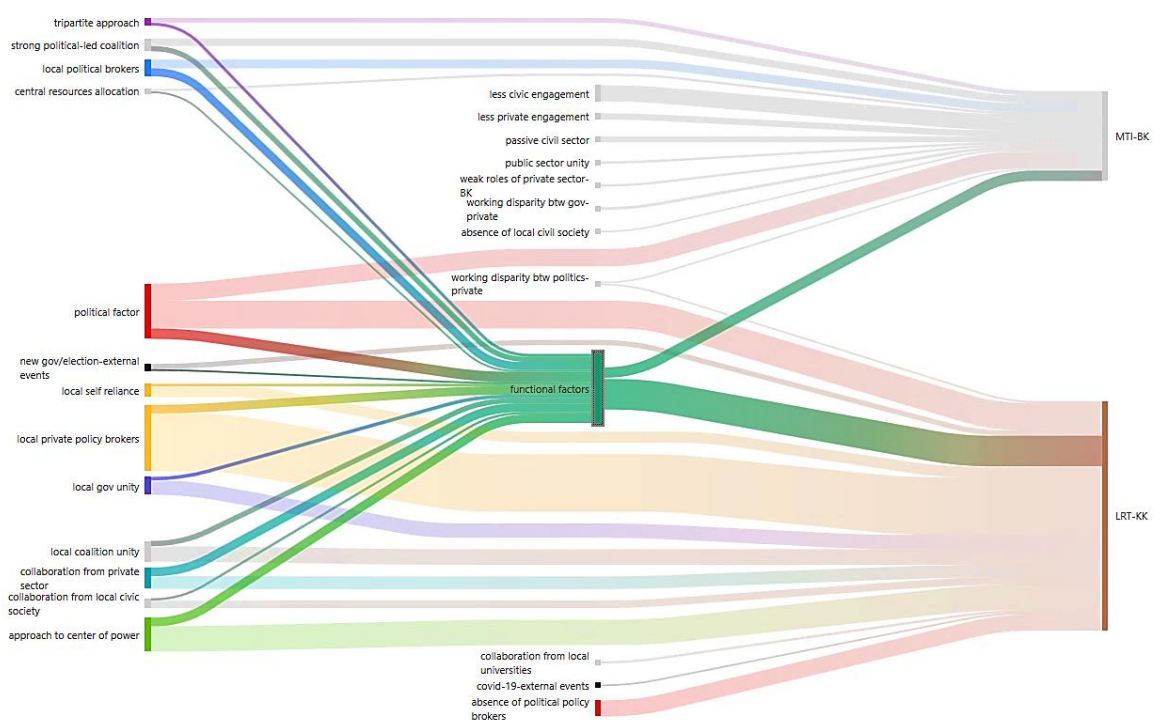 tripartite approach
strong political-led coalition
local political brokers
central resources allocation
less civic engagement
less private engagement
passive civil sector
public sector unity
weak roles of private sector-
BK
working disparity btw gov-
private
absence of local civil society
working disparity btw politics-
private
MTI-BK
political factor
new gov/election-external
events
local self reliance
local private policy brokers
local gov unity
functional factors
local coalition unity
collaboration from private
sector
collaboration from local civic
society
approach to center of power
LRT-KK
collaboration from local
universities
covid-19-external events
absence of political policy
brokers